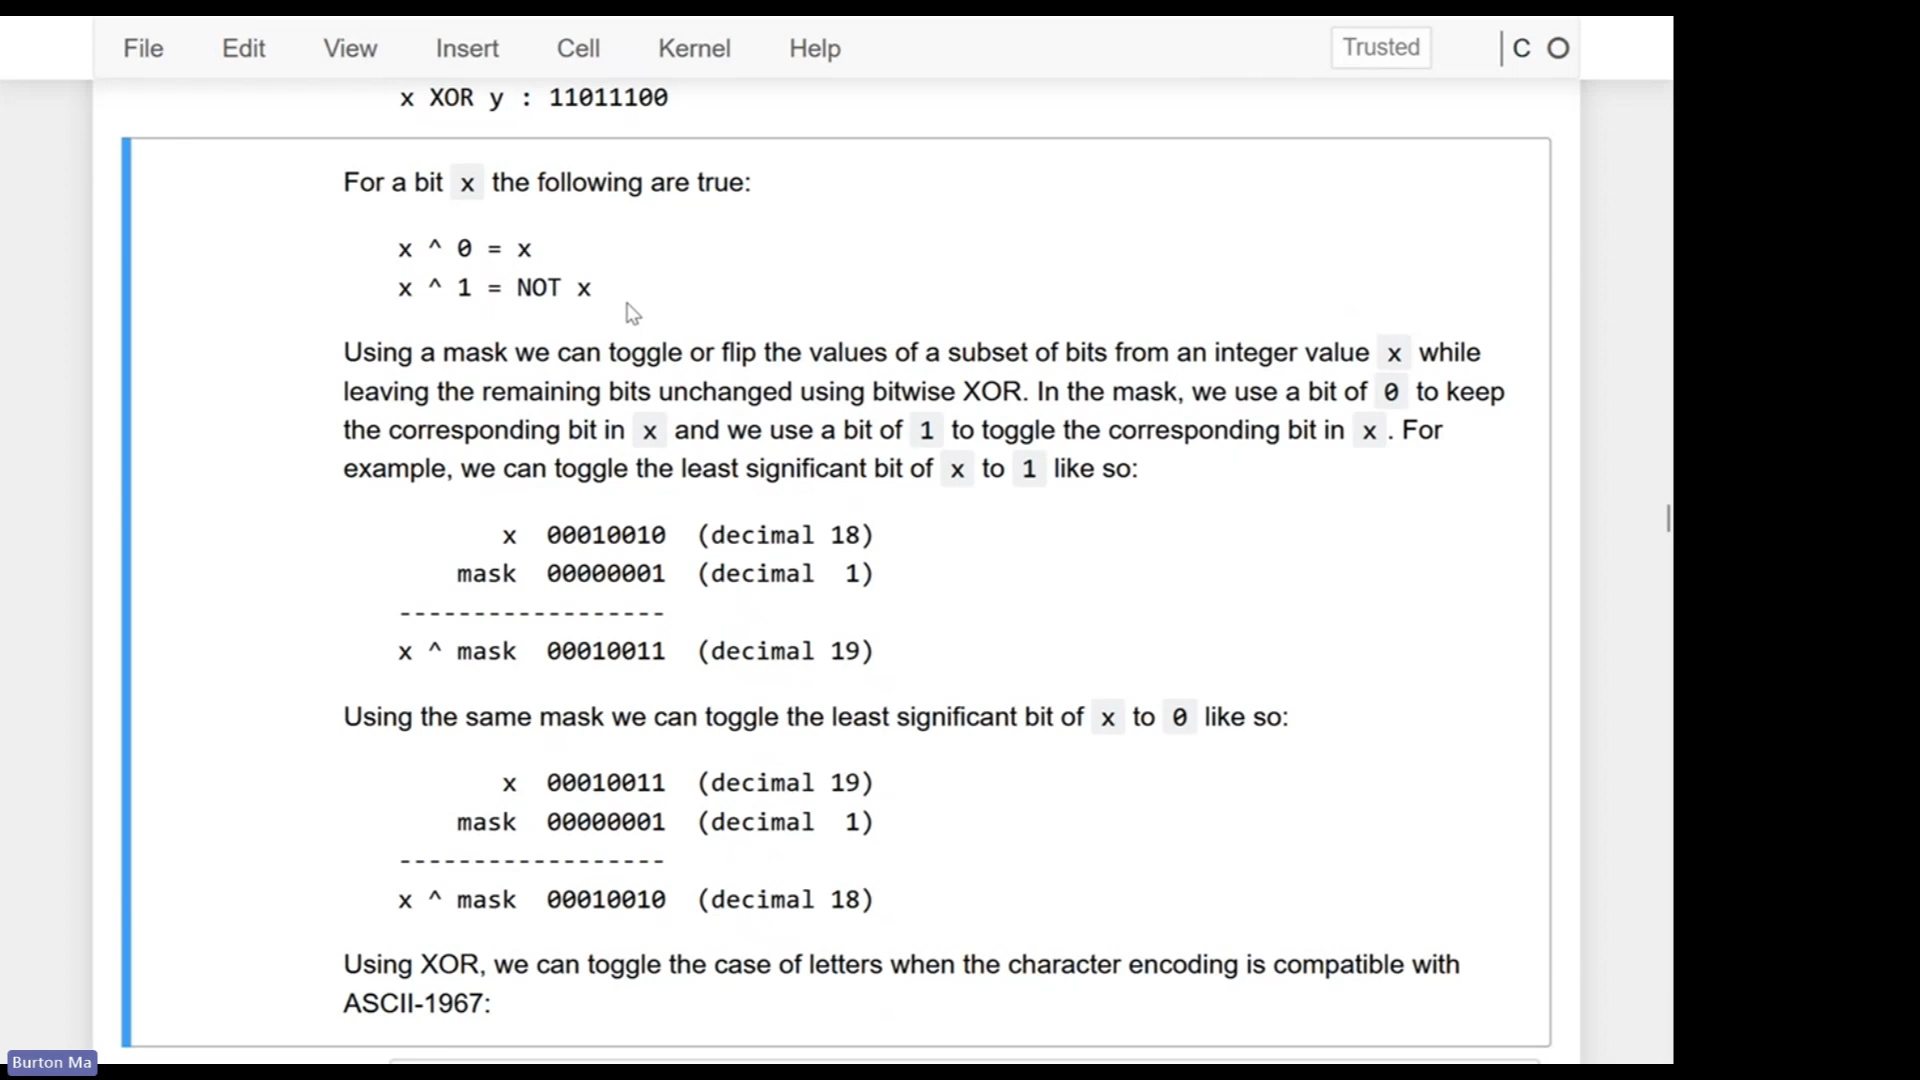 File Edit View Insert Cell Kernel Help Trusted C
x XOR y : 11011100
For a bit x the following are true:
x ^ 0 = x
x ^ 1 = NOT x
Using a mask we can toggle or flip the values of a subset of bits from an integer value x while
leaving the remaining bits unchanged using bitwise XOR. In the mask, we use a bit of 0 to keep
the corresponding bit in x and we use a bit of 1 to toggle the corresponding bit in x . For
example, we can toggle the least significant bit of x to 1 like so:
x 00010010 (decimal 18)
mask 00000001 (decimal 1)
------------------
x ^ mask 00010011 (decimal 19)
Using the same mask we can toggle the least significant bit of x to 0 like so:
x 00010011 (decimal 19)
mask 00000001 (decimal 1)
------------------
x ^ mask 00010010 (decimal 18)
Using XOR, we can toggle the case of letters when the character encoding is compatible with
ASCII-1967:
Burton Ma